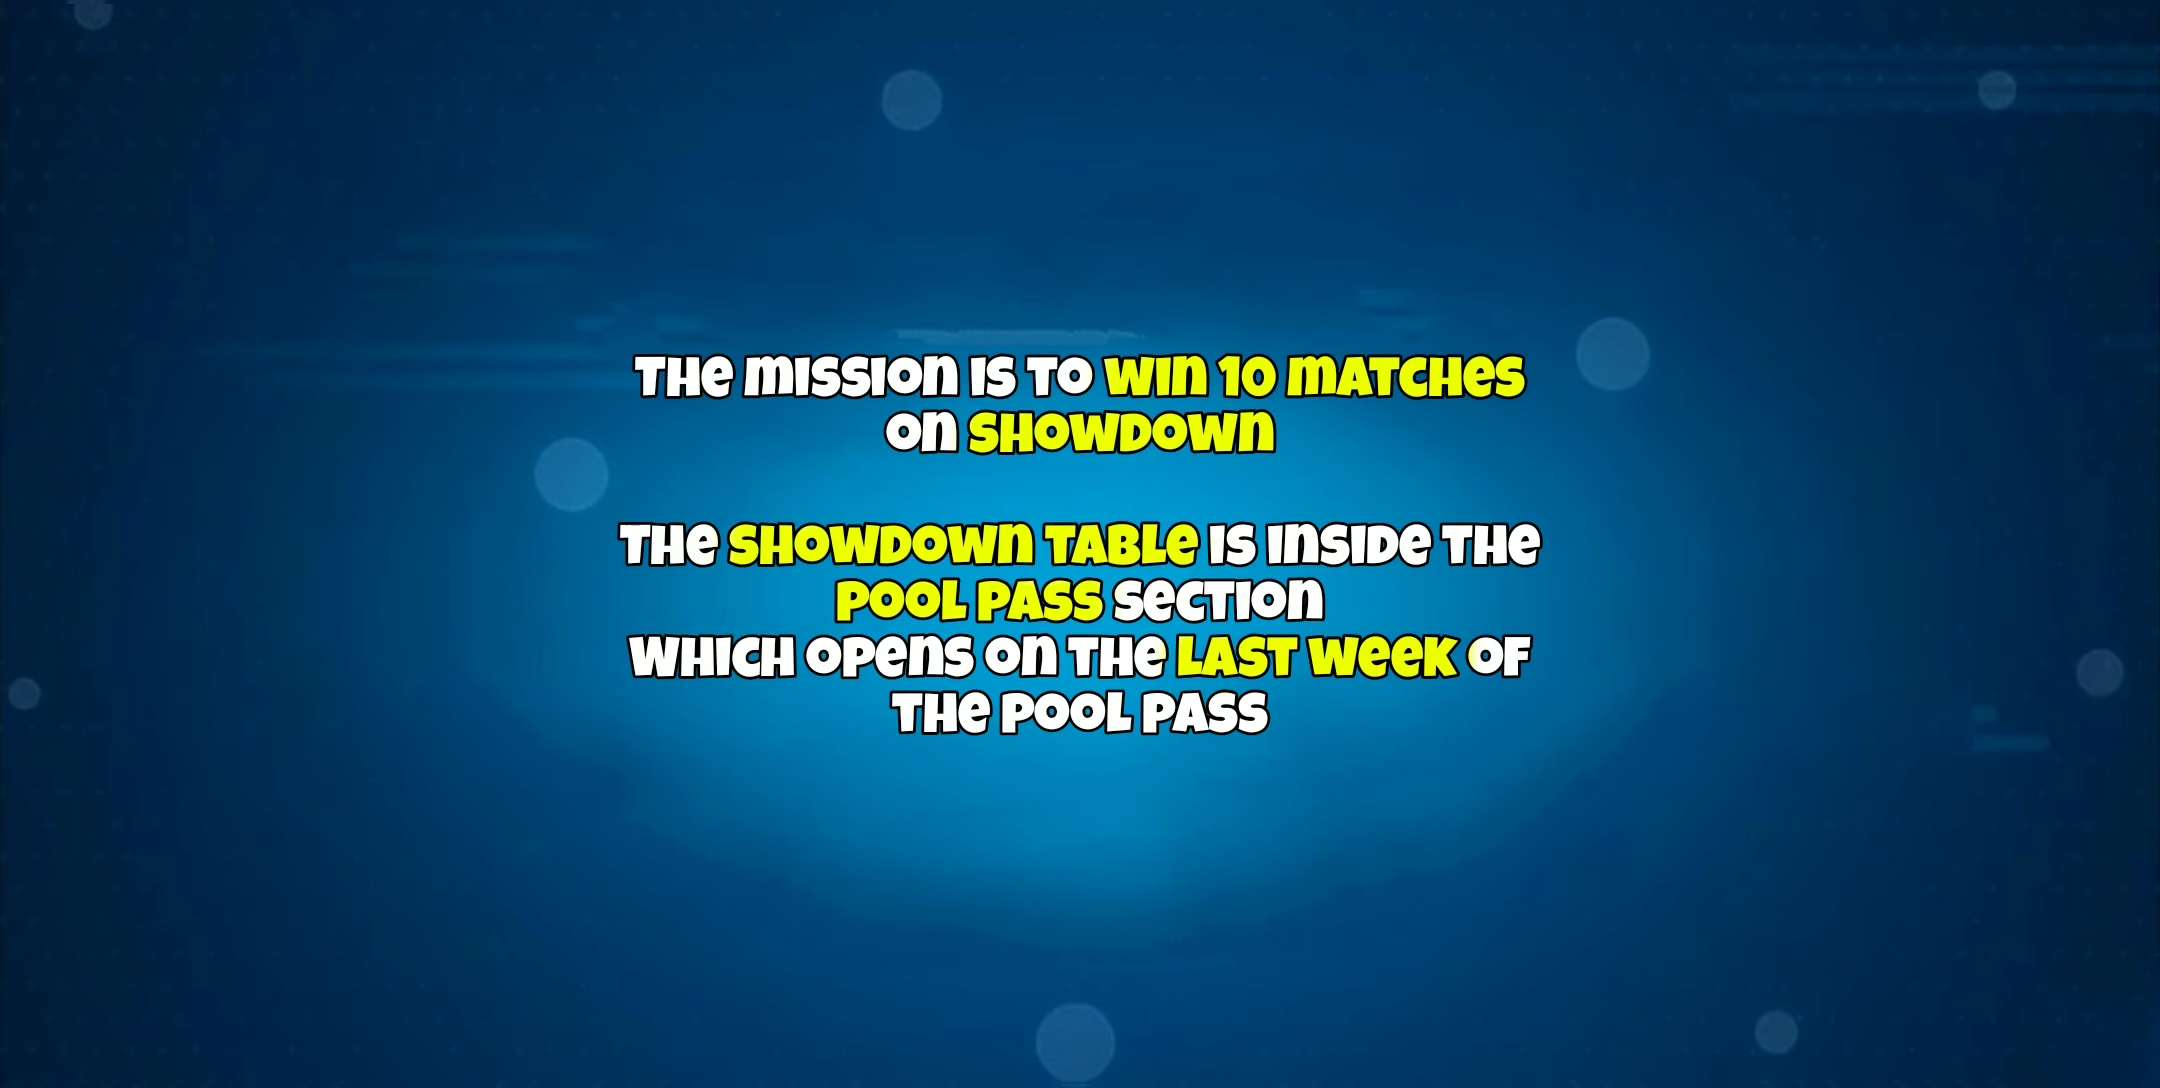 THE MISSION IS TO WIN 10 MATCHES
ON SHOWDOWN
THE SHOWDOWN TABLE IS INSIDE THE
POOL PASS SECTION
WHICH OPENS ON THE LAST WEEK OF
THE POOL PASS